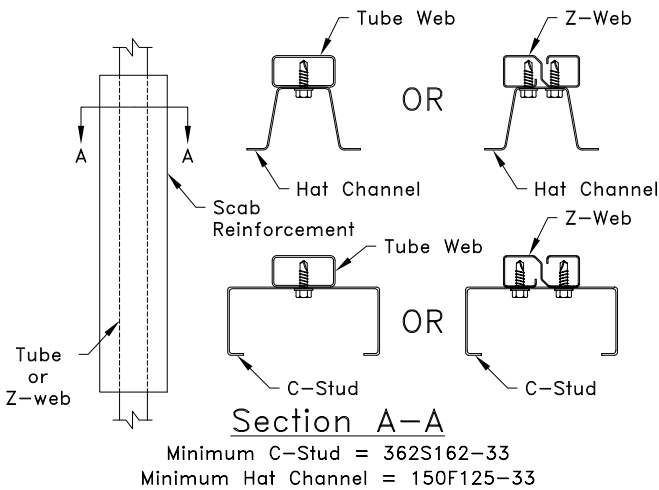 Tube Web
Z-Web
OR
A
A
Hat Channel
Hat Channel
Scab
Reinforcement
Z-Web
Tube Web
OR
Tube
or
Z-web
C-Stud
C-Stud
Section A-A
Minimum C-Stud = 362S162-33
Minimum Hat Channel = 150F125-33